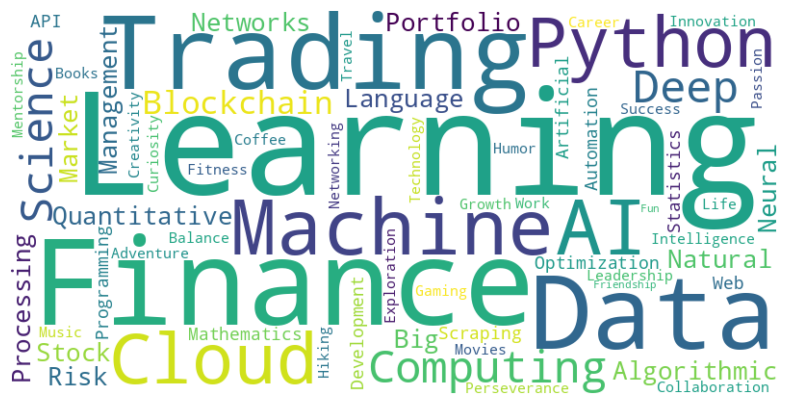 API
Networks
Portfolio
Career
Innovation
Trading
Python
Mentorship
Science
Books
Market
Management
Creativity
Curiosity
Blockchain
Travel
Language
Artificial
Automation
Deep
Success
Passion
Learning
Coffee
Fitness
Networking
Technology
Humor
Statistics
Neural
Life
Quantitative
Machine
Growth
Work
AI
Fun
Intelligence
Processing
Programming
Balance
Adventure
Finance
Exploration
Gaming
Optimization
Natural
Leadership
Friendship
Web
Data
Music
Mathematics
Stock
Cloud
Hiking
Development
Big
Scraping
Movies
Risk
Computing
Perseverance
Algorithmic
Collaboration